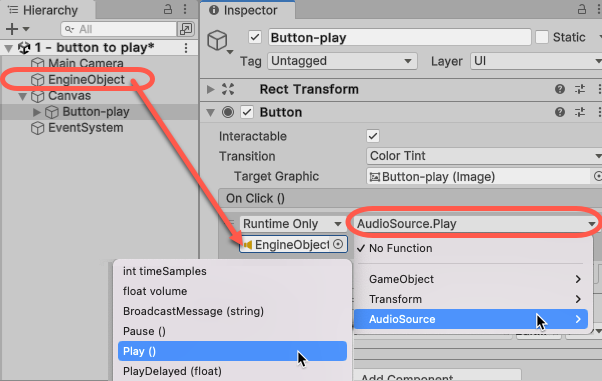 Hierarchy
All
1 - button to play*
Main Camera
EngineObject
Canvas
Button-play
EventSystem
Inspector
Button-play
Static
Tag Untagged Layer UI
Rect Transform
Button
Interactable
Transition Color Tint
Target Graphic Button-play (Image)
On Click ()
Runtime Only AudioSource.Play
EngineObject
No Function
GameObject
Transform
AudioSource
int timeSamples
float volume
BroadcastMessage (string)
Pause ()
Play ()
PlayDelayed (float)
Add Component